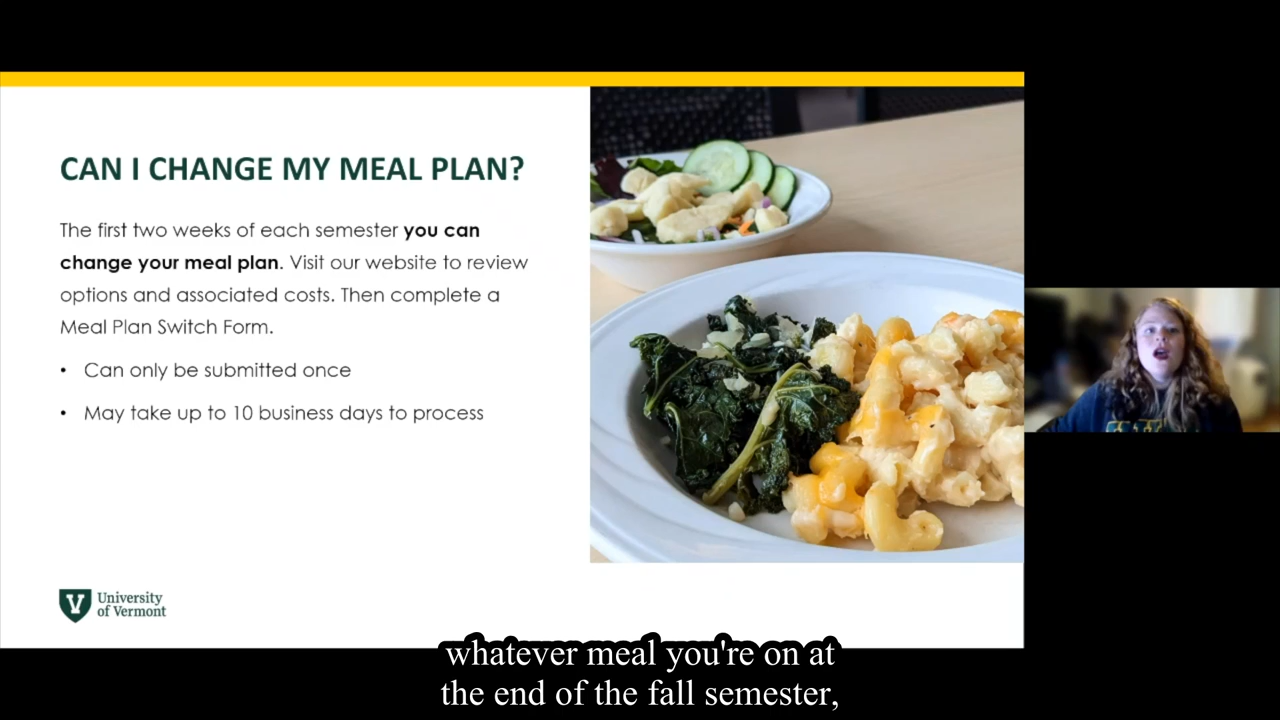 CAN I CHANGE MY MEAL PLAN?
The first two weeks of each semester you can
change your meal plan. Visit our website to review
options and associated costs. Then complete a
Meal Plan Switch Form.
• Can only be submitted once
• May take up to 10 business days to process
University
of Vermont
whatever meal you're on at
the end of the fall semester,